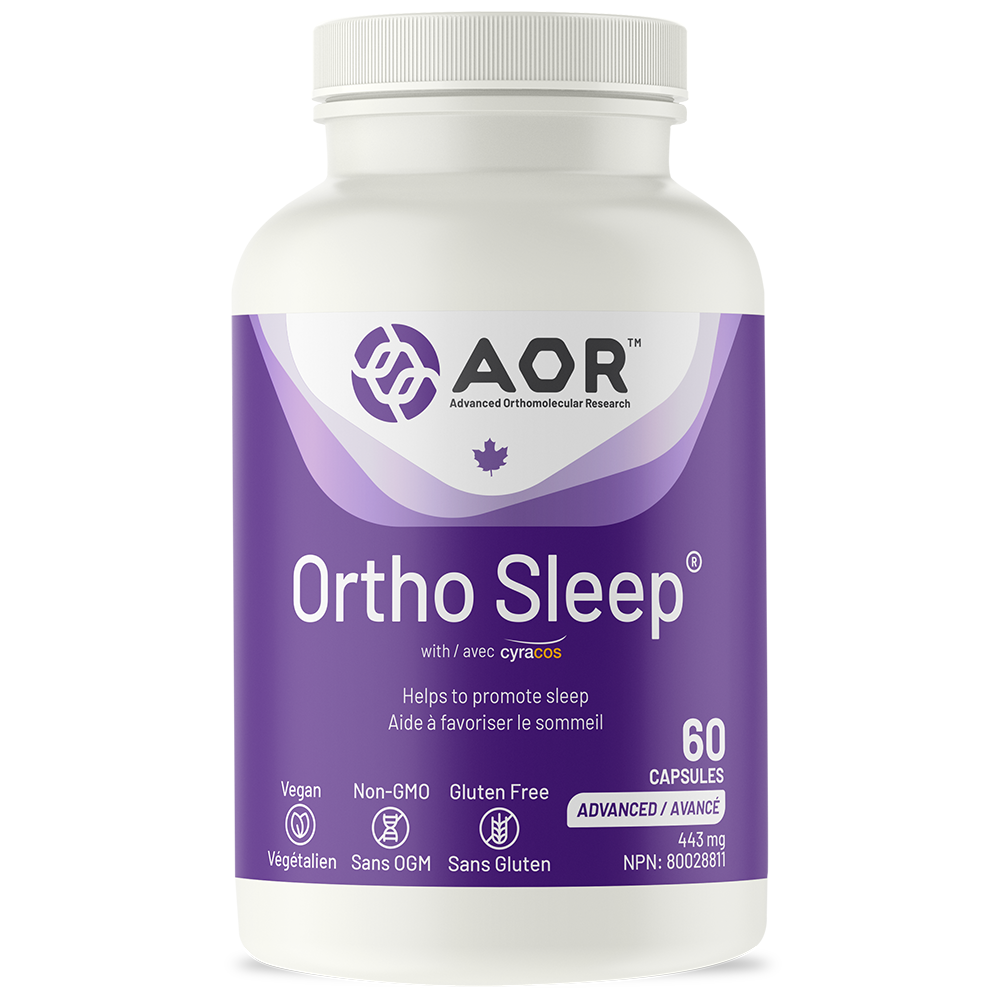 AOR™
Advanced Orthomolecular Research
Ortho Sleep®
with / avec cyracos
Helps to promote sleep
Aide à favoriser le sommeil
60
CAPSULES
ADVANCED / AVANCÉ
443 mg
NPN: 80028811
Vegan
Végétalien
Non-GMO
Sans OGM
Gluten Free
Sans Gluten